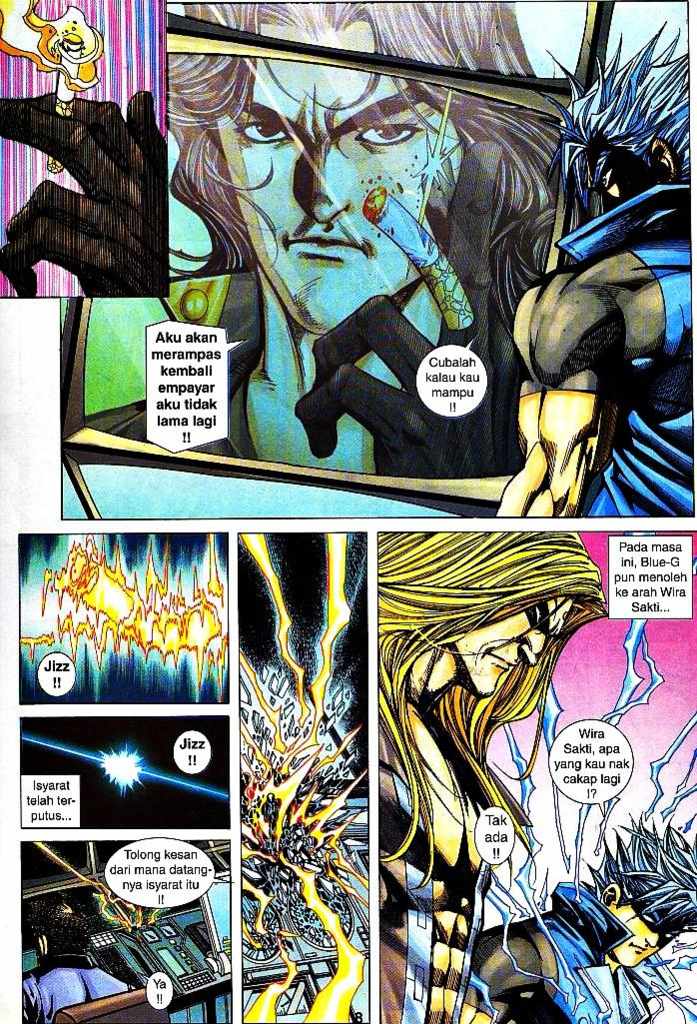 Aku akan
merampas
kembali
empayar
aku tidak
lama lagi
!!
Cubalah
kalau kau
mampu
!!
Jizz
!!
Jizz
!!
Isyarat
telah ter-
putus...
Tolong kesan
dari mana datang-
nya isyarat itu
!!
Ya
!!
Pada masa
ini, Blue-G
pun menoleh
ke arah Wira
Sakti...
Wira
Sakti, apa
yang kau nak
cakap lagi
!?
Tak
ada
!!
8